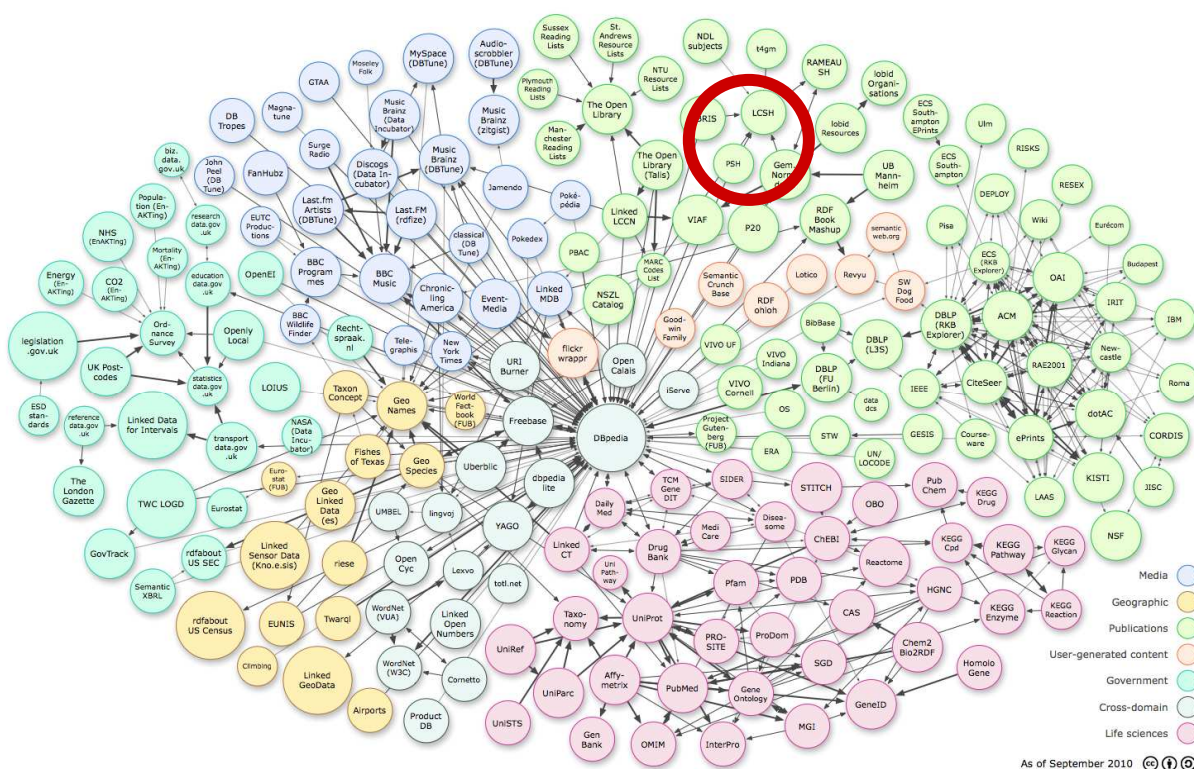 Sussex
Reading
Lists
St.
Andrews
Resource
Lists
NDL
subjects
t4gm
Audio-
scrobbler
(DBTune)
MySpace
(DBTune)
Moseley
Folk
GTAA
Plymouth
Reading
Lists
NTU
Resource
Lists
RAMEAU
SH
lobid
Organi-
sations
The Open
Library
LCSH
BRIS
DB
Tropes
Magna-
tune
Music
Brainz
(Data
Incubator)
Music
Brainz
(zitgist)
lobid
Resources
ECS
South-
ampton
EPrints
Ulm
Man-
chester
Reading
Lists
biz.
data.
gov.uk
Surge
Radio
Discogs
(Data In-
cubator)
Music
Brainz
(DBTune)
The Open
Library
(Talis)
PSH
Gem.
Norm
ECS
South-
ampton
RISKS
John
Peel
(DB
Tune)
FanHubz
Jamendo
Poké-
pédia
UB
Mann-
heim
DEPLOY
RESEX
Popula-
tion (En-
AKTing)
research
data.gov
.uk
Last.fm
Artists
(DBTune)
Last.FM
(rdfize)
Linked
LCCN
VIAF
P20
RDF
Book
Mashup
Wiki
Eurécom
NHS
(EnAKTing)
Mortality
(En-
AKTing)
EUTC
Produc-
tions
classical
(DB
Tune)
Pokedex
PBAC
semantic
web.org
Pisa
Energy
(En-
AKTing)
CO2
(En-
AKTing)
education
data.gov
.uk
OpenEI
BBC
Program
mes
BBC
Music
Chronic-
ling
America
Event-
Media
Linked
MDB
NSZL
Catalog
MARC
Codes
List
Semantic
Crunch
Base
RDF
ohloh
Lotico
Revyu
SW
Dog
Food
ECS
(RKB
Explorer)
OAI
Budapest
IRIT
legislation
.gov.uk
Ord-
nance
Survey
Openly
Local
BBC
Wildlife
Finder
Recht-
spraak.
nl
Tele-
graphis
New
York
Times
flickr
wrappr
Open
Calais
Good-
win
Family
VIVO UF
VIVO
Indiana
BibBase
DBLP
(L3S)
DBLP
(RKB
Explorer)
ACM
New-
castle
IBM
UK Post-
codes
statistics
data.gov
.uk
LOIUS
Taxon
Concept
Geo
Names
World
Fact-
book
(FUB)
URI
Burner
iServe
VIVO
Cornell
DBLP
(FU
Berlin)
IEEE
CiteSeer
RAE2001
Roma
ESD
stan-
dards
reference
data.gov
.uk
Linked Data
for Intervals
transport
data.gov
.uk
NASA
(Data
Incu-
bator)
Fishes
of Texas
Geo
Species
Freebase
DBpedia
Project
Guten-
berg
(FUB)
OS
data
dcs
dotAC
The
London
Gazette
TWC LOGD
Euro-
stat
(FUB)
Uberblic
dbpedia
lite
ERA
STW
UN/
LOCODE
GESIS
Course-
ware
ePrints
CORDIS
Eurostat
Geo
Linked
Data
(es)
UMBEL
lingvoj
YAGO
Daily
Med
TCM
Gene
DIT
SIDER
STITCH
Pub
Chem
KEGG
Drug
LAAS
KISTI
JISC
GovTrack
Semantic
XBRL
rdfabout
US SEC
Linked
Sensor Data
(Kno.e.sis)
riese
Open
Cyc
Lexvo
totl.net
Linked
CT
Drug
Bank
Medi
Care
Disea-
some
OBO
ChEBI
KEGG
Cpd
KEGG
Pathway
KEGG
Glycan
NSF
rdfabout
US Census
EUNIS
Twarql
WordNet
(VUA)
Linked
Open
Numbers
Uni
Path-
way
Taxo-
nomy
UniProt
Pfam
PDB
Reactome
HGNC
CAS
KEGG
Enzyme
KEGG
Reaction
Climbing
Linked
GeoData
WordNet
(W3C)
Cornetto
UniRef
PRO-
SITE
ProDom
SGD
Chem2
Bio2RDF
Homolo
Gene
Airports
Product
DB
UniParc
Affy-
metrix
PubMed
Gene
Ontology
GeneID
UniSTS
Gen
Bank
OMIM
InterPro
MGI
Media
Geographic
Publications
User-generated content
Government
Cross-domain
Life sciences
As of September 2010